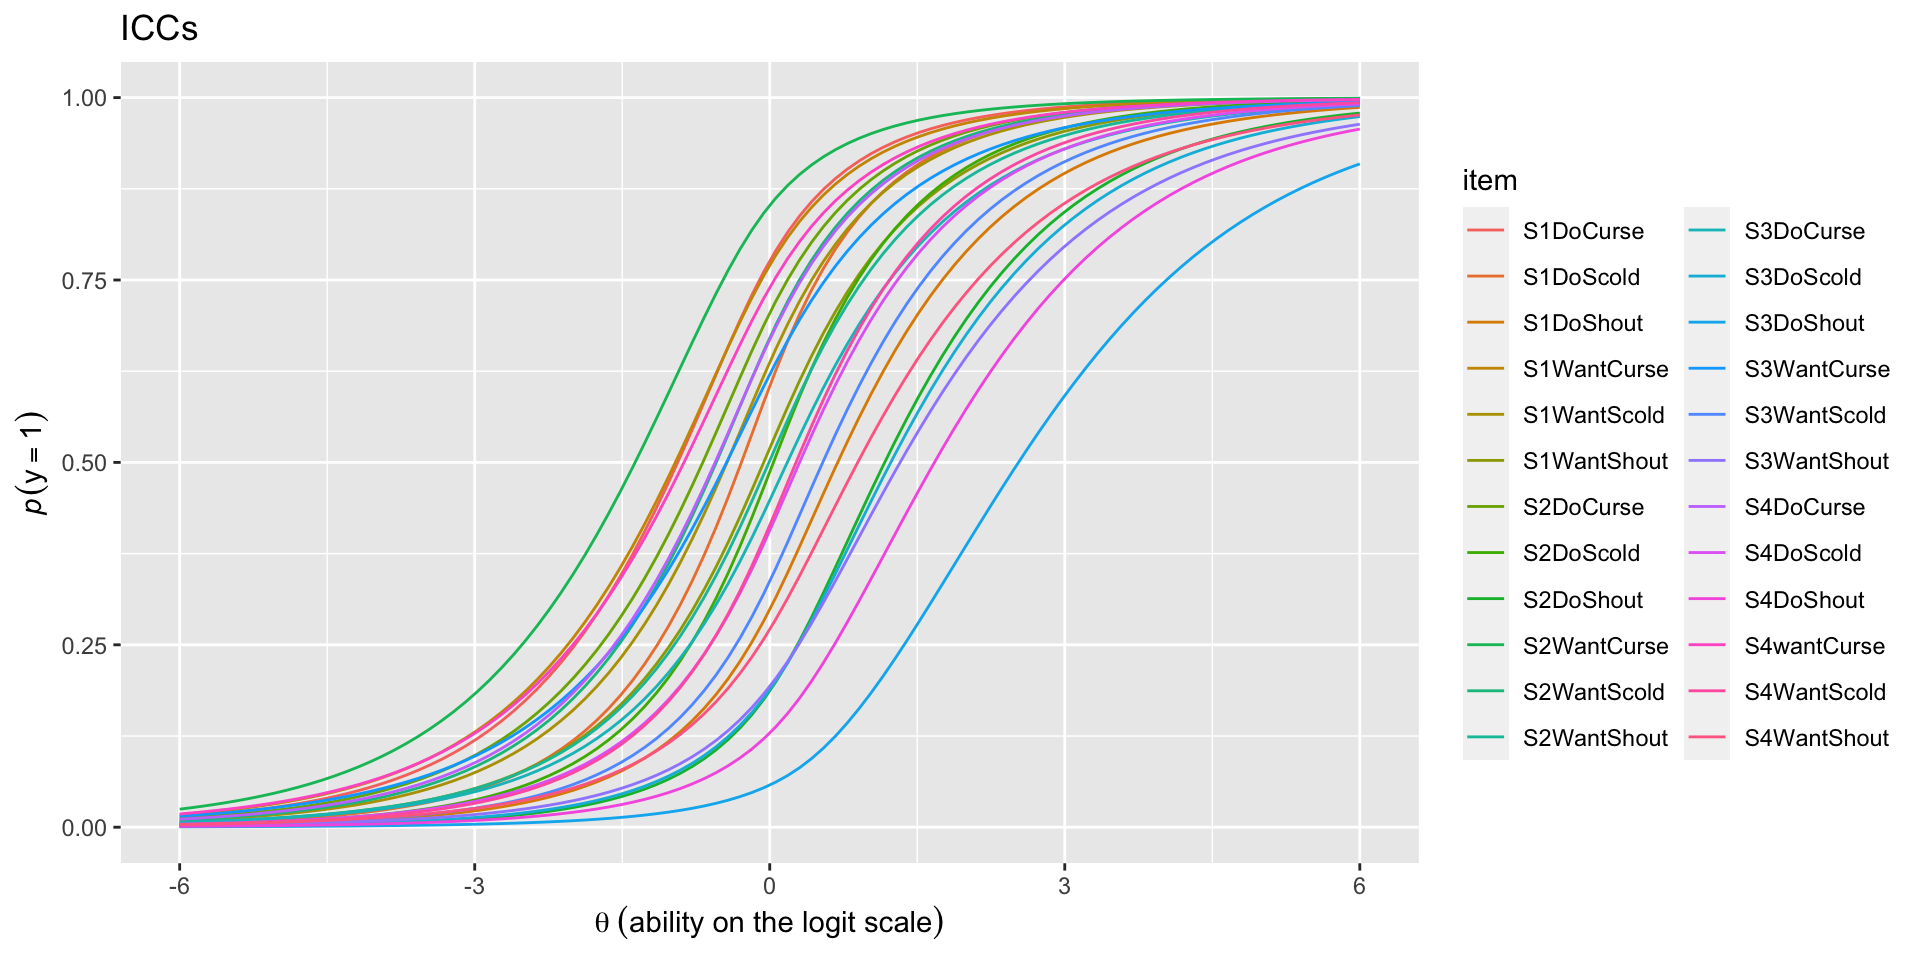 ICCs
p(y = 1)
1.00
0.75
0.50
0.25
0.00
-6
-3
0
3
6
θ (ability on the logit scale)
item
S1DoCurse
S1DoScold
S1DoShout
S1WantCurse
S1WantScold
S1WantShout
S2DoCurse
S2DoScold
S2DoShout
S2WantCurse
S2WantScold
S2WantShout
S3DoCurse
S3DoScold
S3DoShout
S3WantCurse
S3WantScold
S3WantShout
S4DoCurse
S4DoScold
S4DoShout
S4wantCurse
S4WantScold
S4WantShout